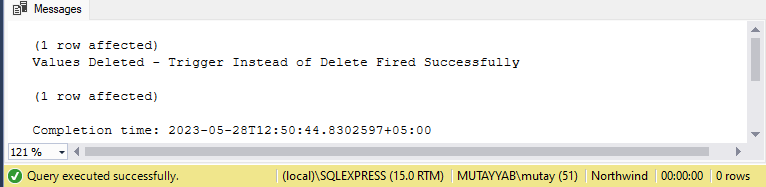 Messages
(1 row affected)
Values Deleted - Trigger Instead of Delete Fired Successfully
(1 row affected)
Completion time: 2023-05-28T12:50:44.8302597+05:00
121 %
Query executed successfully. (local)\SQLEXPRESS (15.0 RTM) MUTAYYAB\mutay (51) Northwind 00:00:00 0 rows